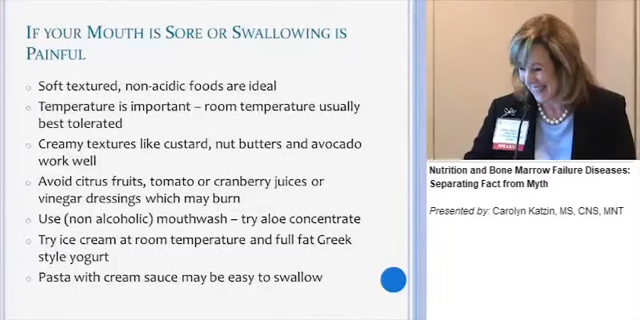 IF YOUR MOUTH IS SORE OR SWALLOWING IS
PAINFUL
Soft textured, non-acidic foods are ideal
Temperature is important – room temperature usually
best tolerated
Creamy textures like custard, nut butters and avocado
work well
Avoid citrus fruits, tomato or cranberry juices or
vinegar dressings which may burn
Use (non alcoholic) mouthwash – try aloe concentrate
Try ice cream at room temperature and full fat Greek
style yogurt
Pasta with cream sauce may be easy to swallow
SPEAKER
Nutrition and Bone Marrow Failure Diseases:
Separating Fact from Myth
Presented by: Carolyn Katzin, MS, CNS, MNT